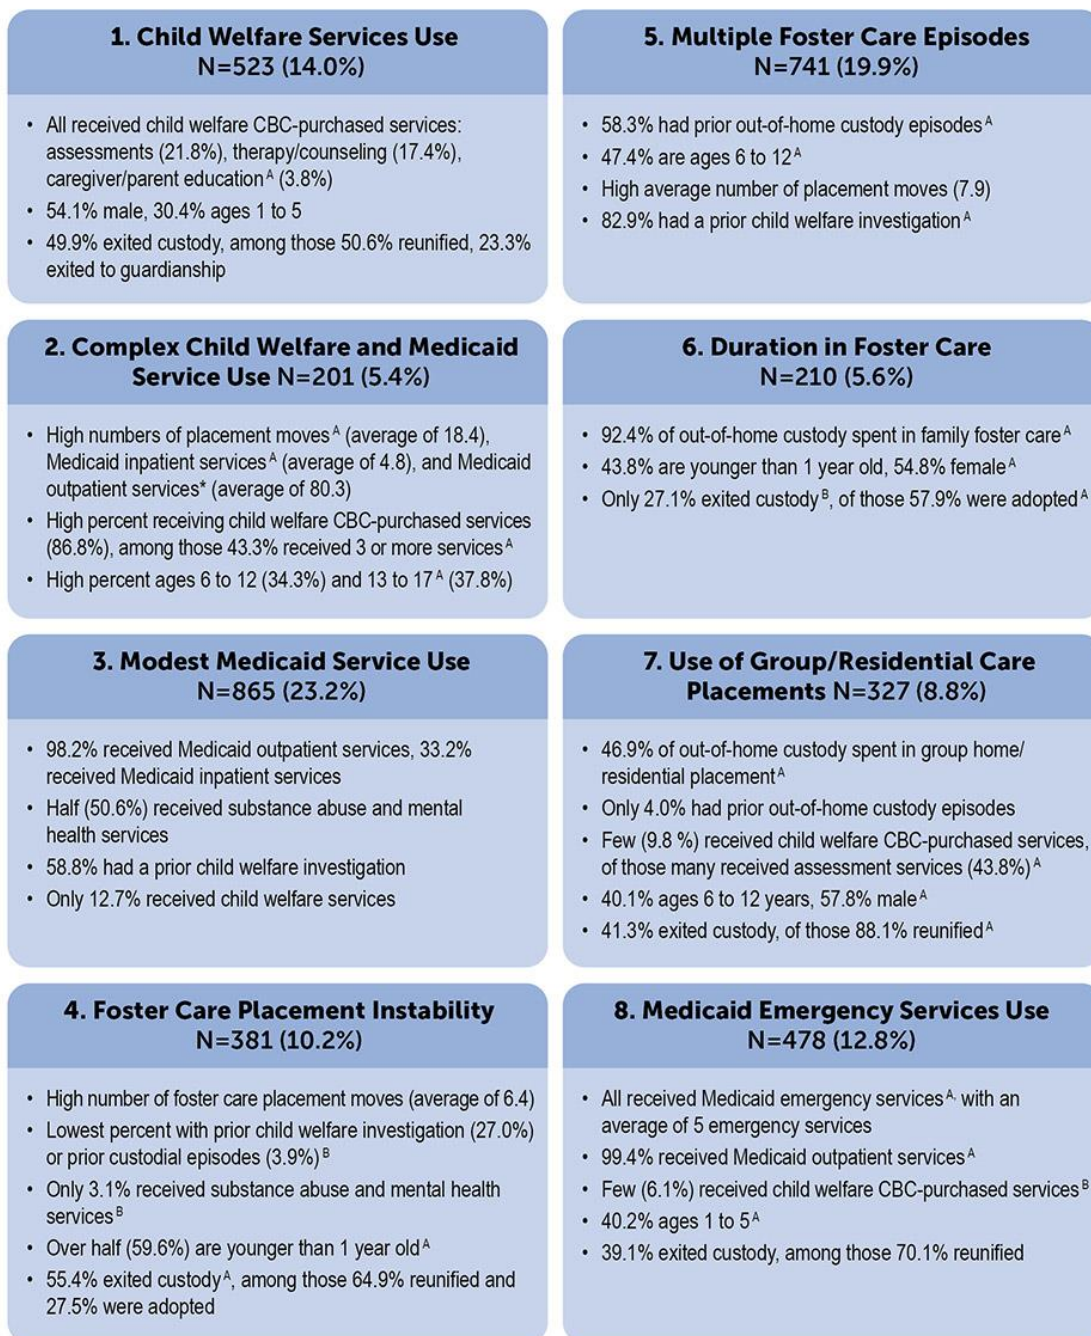 1. Child Welfare Services Use
N=523 (14.0%)
• All received child welfare CBC-purchased services:
assessments (21.8%), therapy/counseling (17.4%),
caregiver/parent education A (3.8%)
• 54.1% male, 30.4% ages 1 to 5
• 49.9% exited custody, among those 50.6% reunified, 23.3%
exited to guardianship
2. Complex Child Welfare and Medicaid
Service Use N=201 (5.4%)
• High numbers of placement moves A (average of 18.4),
Medicaid inpatient services A (average of 4.8), and Medicaid
outpatient services* (average of 80.3)
• High percent receiving child welfare CBC-purchased services
(86.8%), among those 43.3% received 3 or more services A
• High percent ages 6 to 12 (34.3%) and 13 to 17 A (37.8%)
3. Modest Medicaid Service Use
N=865 (23.2%)
• 98.2% received Medicaid outpatient services, 33.2%
received Medicaid inpatient services
• Half (50.6%) received substance abuse and mental
health services
• 58.8% had a prior child welfare investigation
• Only 12.7% received child welfare services
4. Foster Care Placement Instability
N=381 (10.2%)
• High number of foster care placement moves (average of 6.4)
• Lowest percent with prior child welfare investigation (27.0%)
or prior custodial episodes (3.9%) B
• Only 3.1% received substance abuse and mental health
services B
• Over half (59.6%) are younger than 1 year old A
• 55.4% exited custody A, among those 64.9% reunified and
27.5% were adopted
5. Multiple Foster Care Episodes
N=741 (19.9%)
• 58.3% had prior out-of-home custody episodes A
• 47.4% are ages 6 to 12 A
• High average number of placement moves (7.9)
• 82.9% had a prior child welfare investigation A
6. Duration in Foster Care
N=210 (5.6%)
• 92.4% of out-of-home custody spent in family foster care A
• 43.8% are younger than 1 year old, 54.8% female A
• Only 27.1% exited custody B, of those 57.9% were adopted A
7. Use of Group/Residential Care
Placements N=327 (8.8%)
• 46.9% of out-of-home custody spent in group home/
residential placement A
• Only 4.0% had prior out-of-home custody episodes
• Few (9.8 %) received child welfare CBC-purchased services,
of those many received assessment services (43.8%) A
• 40.1% ages 6 to 12 years, 57.8% male A
• 41.3% exited custody, of those 88.1% reunified A
8. Medicaid Emergency Services Use
N=478 (12.8%)
• All received Medicaid emergency services A, with an
average of 5 emergency services
• 99.4% received Medicaid outpatient services A
• Few (6.1%) received child welfare CBC-purchased services B
• 40.2% ages 1 to 5 A
• 39.1% exited custody, among those 70.1% reunified